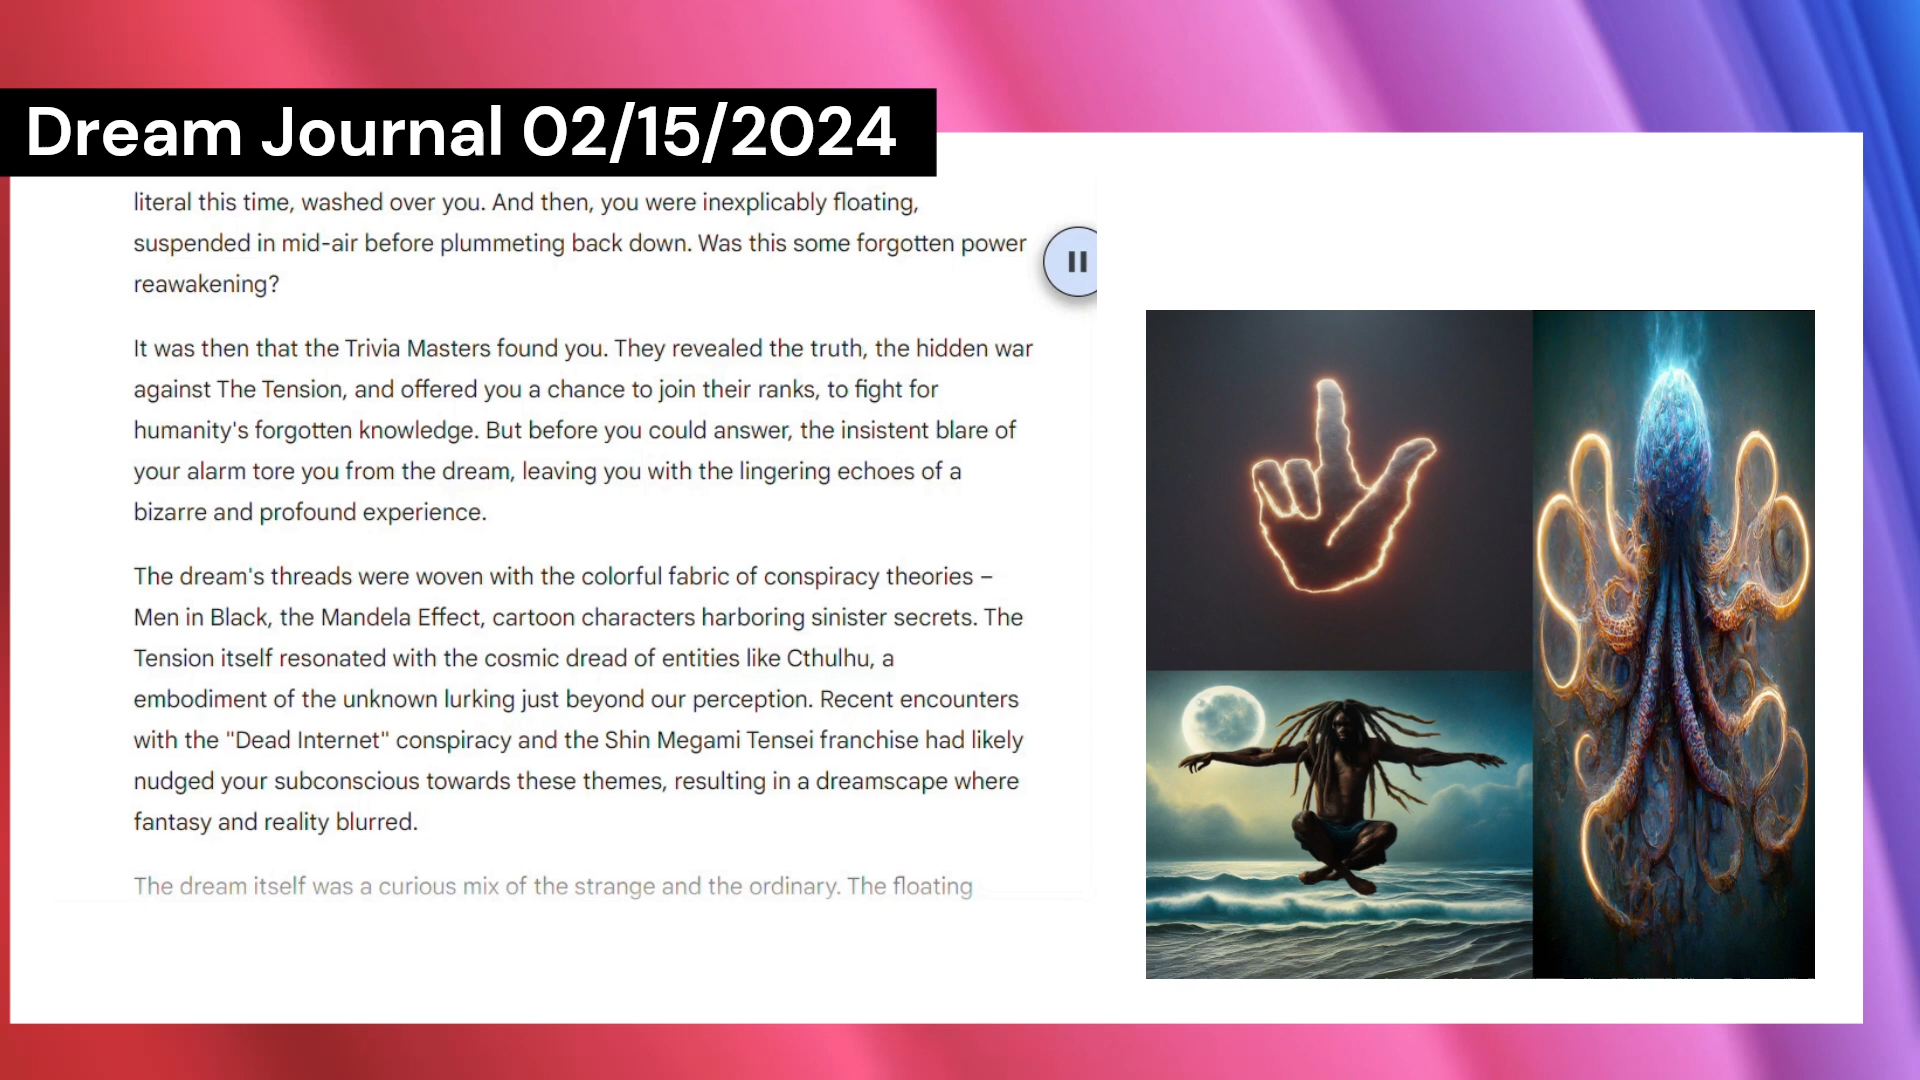 Dream Journal 02/15/2024
literal this time, washed over you. And then, you were inexplicably floating,
suspended in mid-air before plummeting back down. Was this some forgotten power
reawakening?
It was then that the Trivia Masters found you. They revealed the truth, the hidden war
against The Tension, and offered you a chance to join their ranks, to fight for
humanity's forgotten knowledge. But before you could answer, the insistent blare of
your alarm tore you from the dream, leaving you with the lingering echoes of a
bizarre and profound experience.
The dream's threads were woven with the colorful fabric of conspiracy theories –
Men in Black, the Mandela Effect, cartoon characters harboring sinister secrets. The
Tension itself resonated with the cosmic dread of entities like Cthulhu, a
embodiment of the unknown lurking just beyond our perception. Recent encounters
with the "Dead Internet" conspiracy and the Shin Megami Tensei franchise had likely
nudged your subconscious towards these themes, resulting in a dreamscape where
fantasy and reality blurred.
The dream itself was a curious mix of the strange and the ordinary. The floating